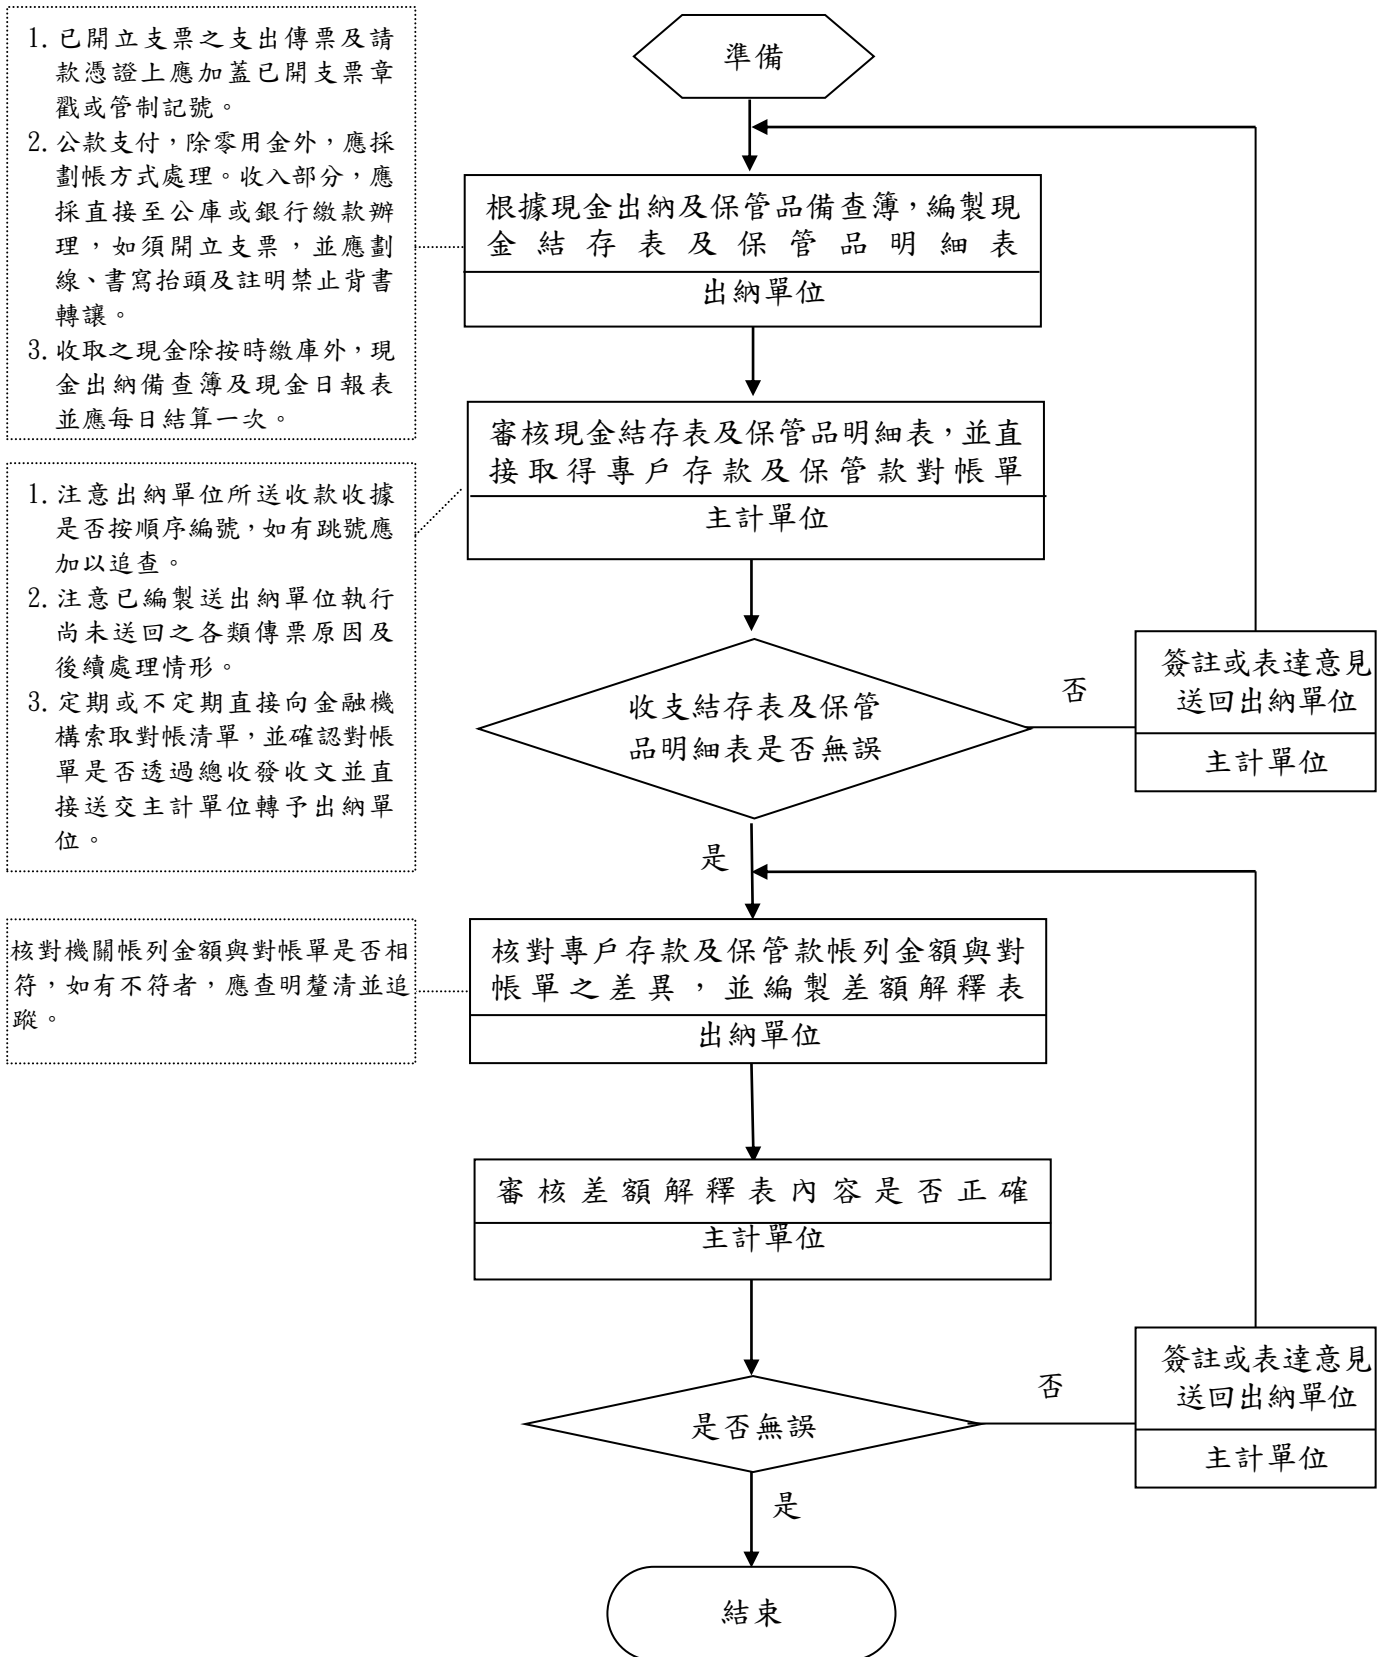 準備
1. 已開立支票之支出傳票及請
款憑證上應加蓋已開支票章
戳或管制記號。
2. 公款支付，除零用金外，應採
劃帳方式處理。收入部分，應
採直接至公庫或銀行繳款辦
理，如須開立支票，並應劃
線、書寫抬頭及註明禁止背書
轉讓。
3. 收取之現金除按時繳庫外，現
金出納備查簿及現金日報表
並應每日結算一次。
根據現金出納及保管品備查簿，編製現
金結存表及保管品明細表
出納單位
1. 注意出納單位所送收款收據
是否按順序編號，如有跳號應
加以追查。
2. 注意已編製送出納單位執行
尚未送回之各類傳票原因及
後續處理情形。
3. 定期或不定期直接向金融機
構索取對帳清單，並確認對帳
單是否透過總收發收文並直
接送交主計單位轉予出納單
位。
審核現金結存表及保管品明細表，並直
接取得專戶存款及保管款對帳單
主計單位
收支結存表及保管
品明細表是否無誤
否
簽註或表達意見
送回出納單位
主計單位
是
核對機關帳列金額與對帳單是否相
符，如有不符者，應查明釐清並追
蹤。
核對專戶存款及保管款帳列金額與對
帳單之差異，並編製差額解釋表
出納單位
審核差額解釋表內容是否正確
主計單位
是否無誤
否
簽註或表達意見
送回出納單位
主計單位
是
結束